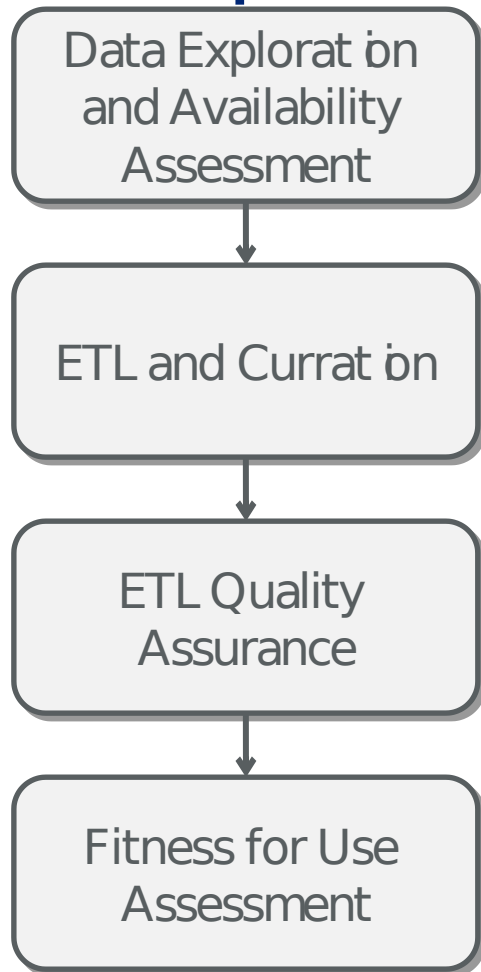 Data Exploration
and Availability
Assessment
ETL and Curration
ETL Quality
Assurance
Fitness for Use
Assessment